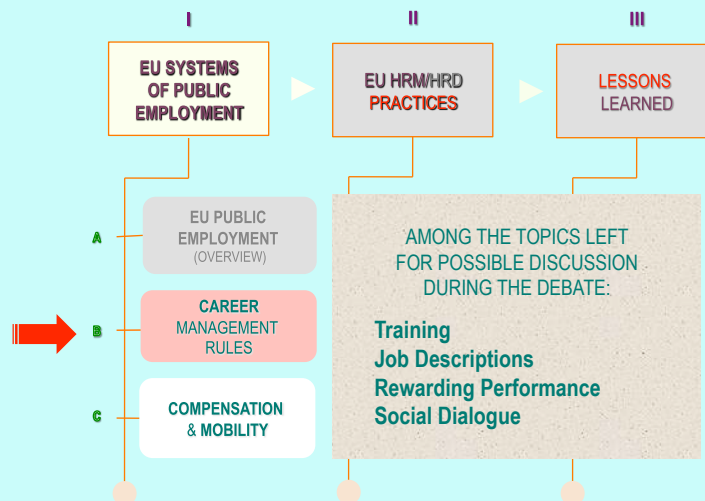 I
II
III
EU SYSTEMS
OF PUBLIC
EMPLOYMENT
EU HRM/HRD
PRACTICES
LESSONS
LEARNED
A
EU PUBLIC
EMPLOYMENT
(OVERVIEW)
B
CAREER
MANAGEMENT
RULES
C
COMPENSATION
& MOBILITY
AMONG THE TOPICS LEFT
FOR POSSIBLE DISCUSSION
DURING THE DEBATE:
Training
Job Descriptions
Rewarding Performance
Social Dialogue